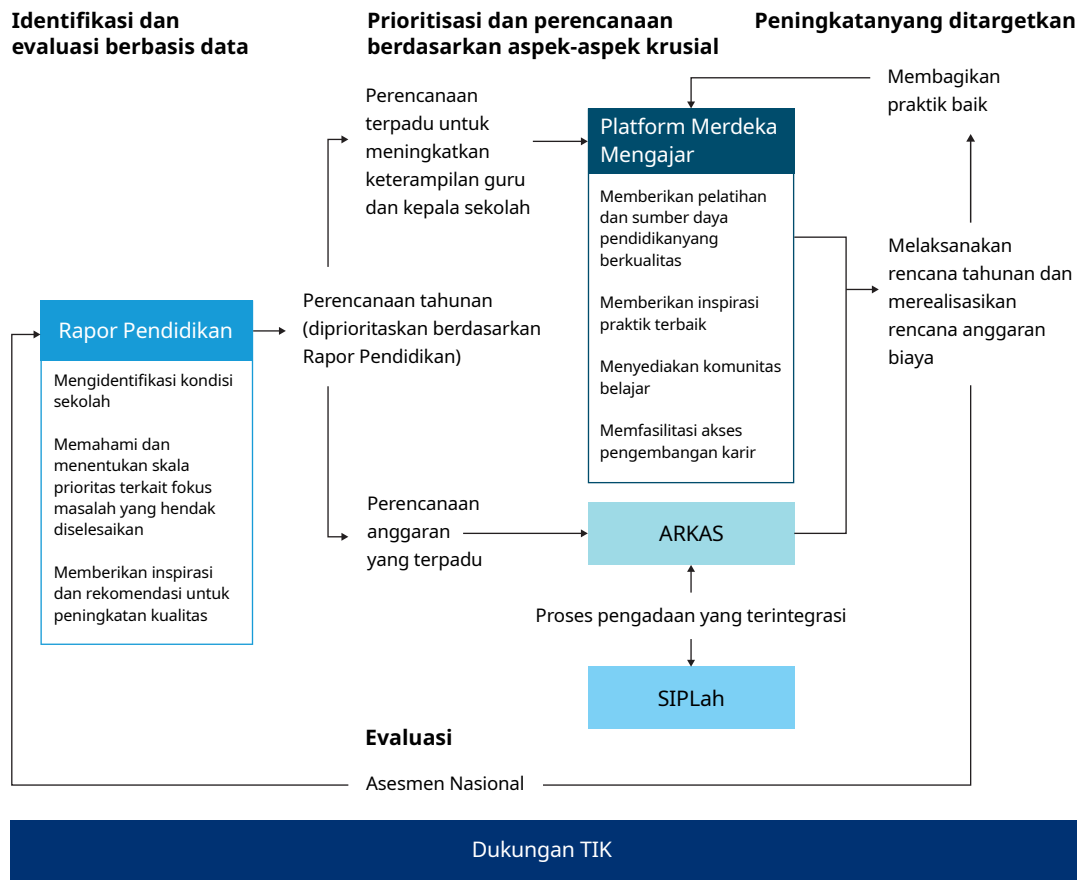 Identifikasi dan
evaluasi berbasis data
Prioritisasi dan perencanaan
berdasarkan aspek-aspek krusial
Peningkatanyang ditargetkan
Rapor Pendidikan
Mengidentifikasi kondisi
sekolah
Memahami dan
menentukan skala
prioritas terkait fokus
masalah yang hendak
diselesaikan
Memberikan inspirasi
dan rekomendasi untuk
peningkatan kualitas
Perencanaan tahunan
(diprioritaskan berdasarkan
Rapor Pendidikan)
Perencanaan
terpadu untuk
meningkatkan
keterampilan guru
dan kepala sekolah
Platform Merdeka
Mengajar
Memberikan pelatihan
dan sumber daya
pendidikanyang
berkualitas
Memberikan inspirasi
praktik terbaik
Menyediakan komunitas
belajar
Memfasilitasi akses
pengembangan karir
Perencanaan
anggaran
yang terpadu
ARKAS
Proses pengadaan yang terintegrasi
SIPLah
Membagikan
praktik baik
Melaksanakan
rencana tahunan dan
merealisasikan
rencana anggaran
biaya
Evaluasi
Asesmen Nasional
Dukungan TIK